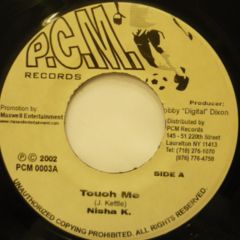 P.C.M.
RECORDS
Promotion by:
Maxwell Entertainment
Producer:
Bobby "Digital" Dixon
Distributed by
PCM Records
145 - 51 220th Street
Laurelton NY 11413
(718) 276-1070
(876) 776-4758
SIDE A
℗ © 2002
PCM 0003A
Touch Me
(J. Kettle)
Nisha K.
UNAUTHORIZED COPYING PROHIBITED. ALL RIGHTS RESERVED